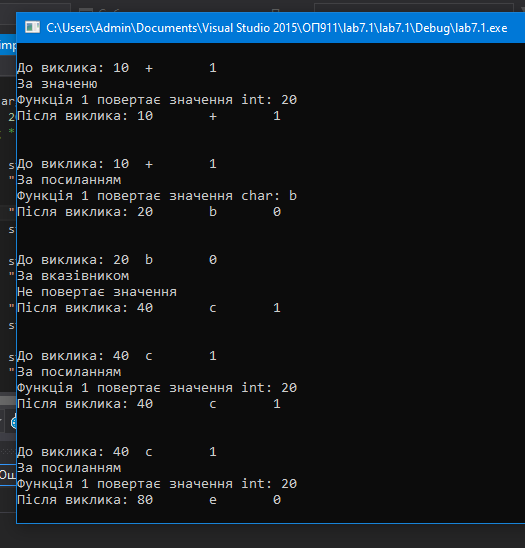 C:\Users\Admin\Documents\Visual Studio 2015\ОП911\lab7.1\lab7.1\Debug\lab7.1.exe
До виклика: 10 + 1
За значеню
Функція 1 повертає значення int: 20
Після виклика: 10 + 1
До виклика: 10 + 1
За посиланням
Функція 1 повертає значення char: b
Після виклика: 20 b 0
До виклика: 20 b 0
За вказівником
Не повертає значення
Після виклика: 40 c 1
До виклика: 40 c 1
За посиланням
Функція 1 повертає значення int: 20
Після виклика: 40 c 1
До виклика: 40 c 1
За посиланням
Функція 1 повертає значення int: 20
Після виклика: 80 e 0